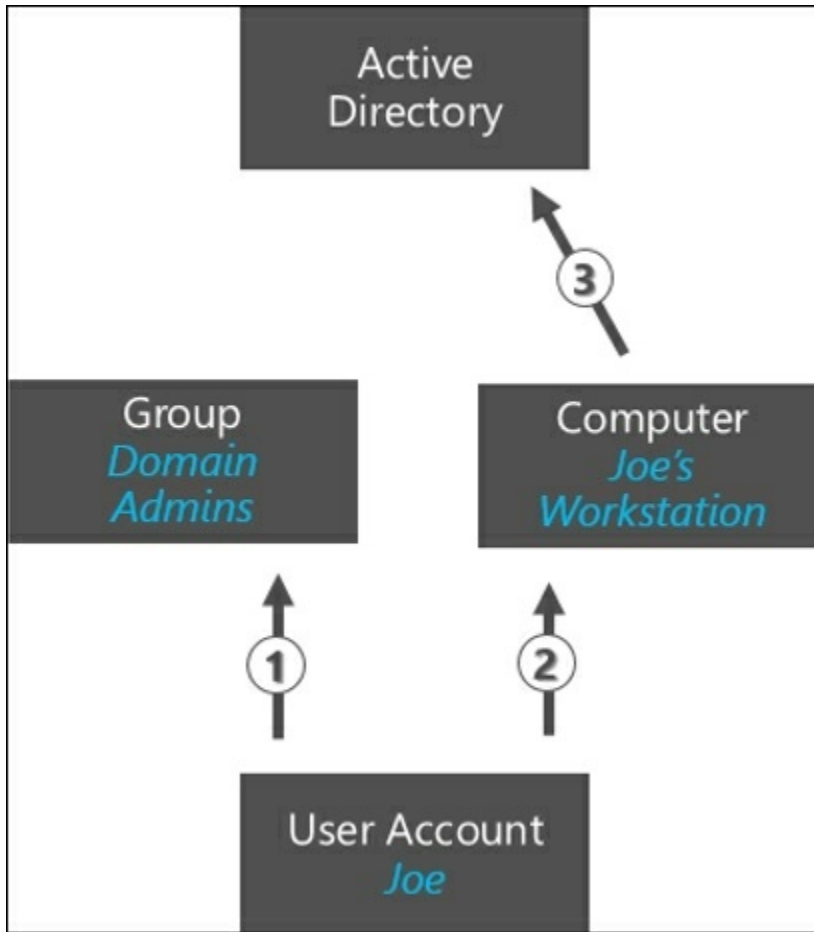 Active
Directory
3
Group
Domain
Admins
Computer
Joe's
Workstation
1
2
User Account
Joe